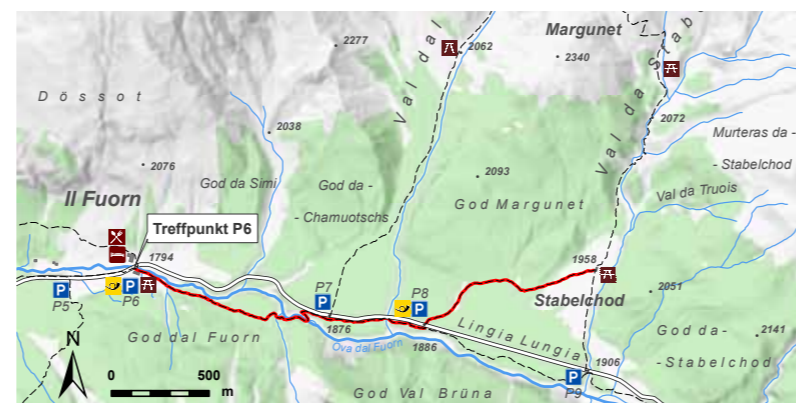 Margunet
2277
2062
2340
Val dal
Val da Stab
Dössot
2038
2072
Murteras da -
- Stabelchod
2076
God da Simi
God da -
- Chamuotschs
2093
God Margunet
Val da Truois
Il Fuorn
Treffpunkt P6
1794
1958
P5
P6
P7
P8
Stabelchod
2051
God dal Fuorn
1876
Ova dal Fuorn
1886
Lingia Lungia
God da-
-Stabelchod
2141
N
0 500
m
God Val Brüna
1906
P9
P
P
P
P
P